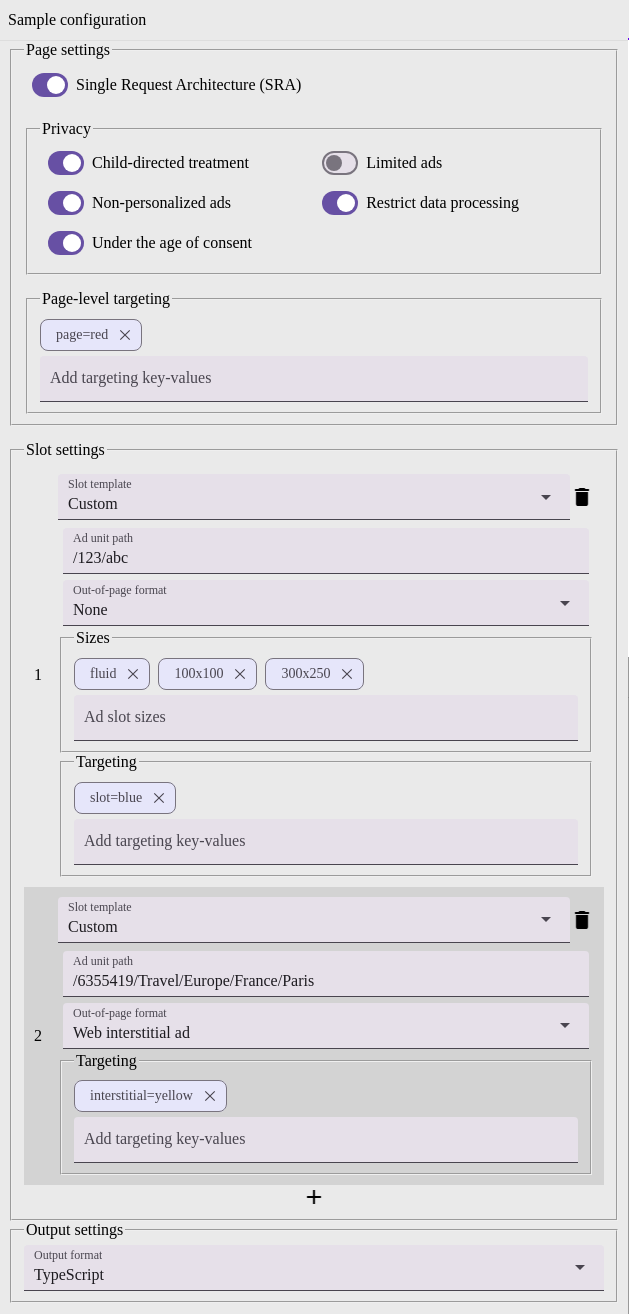 Sample configuration
Page settings
Single Request Architecture (SRA)
Privacy
Child-directed treatment
Limited ads
Non-personalized ads
Restrict data processing
Under the age of consent
Page-level targeting
page=red
Add targeting key-values
Slot settings
Slot template
Custom
Ad unit path
/123/abc
Out-of-page format
None
Sizes
1
fluid
100x100
300x250
Ad slot sizes
Targeting
slot=blue
Add targeting key-values
Slot template
Custom
Ad unit path
/6355419/Travel/Europe/France/Paris
Out-of-page format
Web interstitial ad
2
Targeting
interstitial=yellow
Add targeting key-values
Output settings
Output format
TypeScript